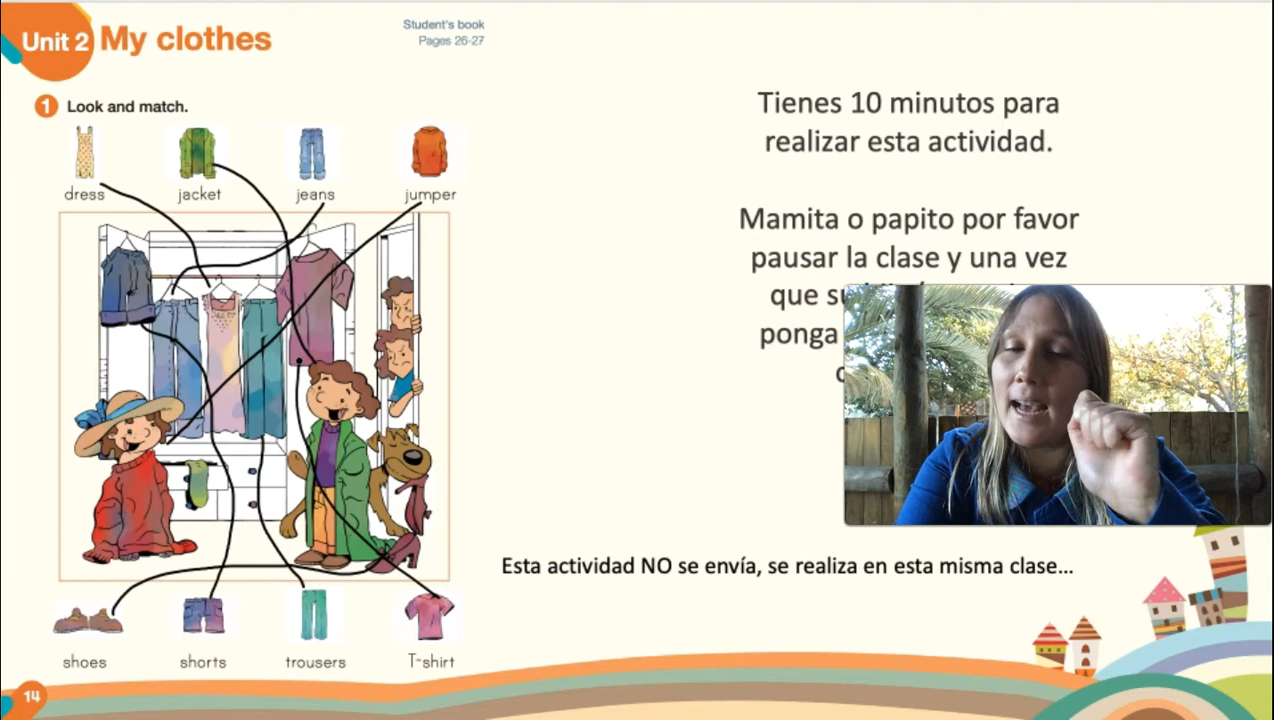 Unit 2 My clothes
Student's book
Pages 26-27
1 Look and match.
dress jacket jeans jumper
shoes shorts trousers T-shirt
14
Tienes 10 minutos para
realizar esta actividad.
Mamita o papito por favor
pausar la clase y una vez
que
ponga
Esta actividad NO se envía, se realiza en esta misma clase...